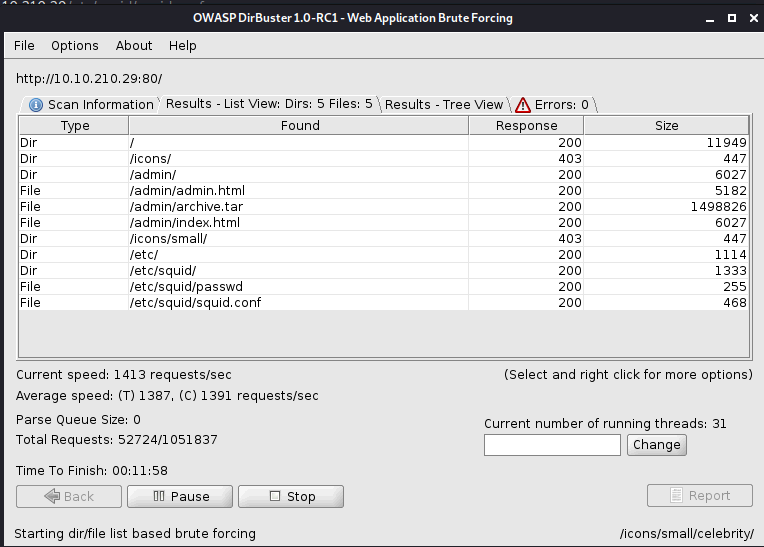 OWASP DirBuster 1.0-RC1 - Web Application Brute Forcing
File Options About Help
http://10.10.210.29:80/
Scan Information Results - List View: Dirs: 5 Files: 5 Results - Tree View Errors: 0
Type Found Response Size
Dir / 200 11949
Dir /icons/ 403 447
Dir /admin/ 200 6027
File /admin/admin.html 200 5182
File /admin/archive.tar 200 1498826
File /admin/index.html 200 6027
Dir /icons/small/ 403 447
Dir /etc/ 200 1114
Dir /etc/squid/ 200 1333
File /etc/squid/passwd 200 255
File /etc/squid/squid.conf 200 468
Current speed: 1413 requests/sec (Select and right click for more options)
Average speed: (T) 1387, (C) 1391 requests/sec
Parse Queue Size: 0
Current number of running threads: 31
Total Requests: 52724/1051837
Change
Time To Finish: 00:11:58
Back Pause Stop Report
Starting dir/file list based brute forcing /icons/small/celebrity/